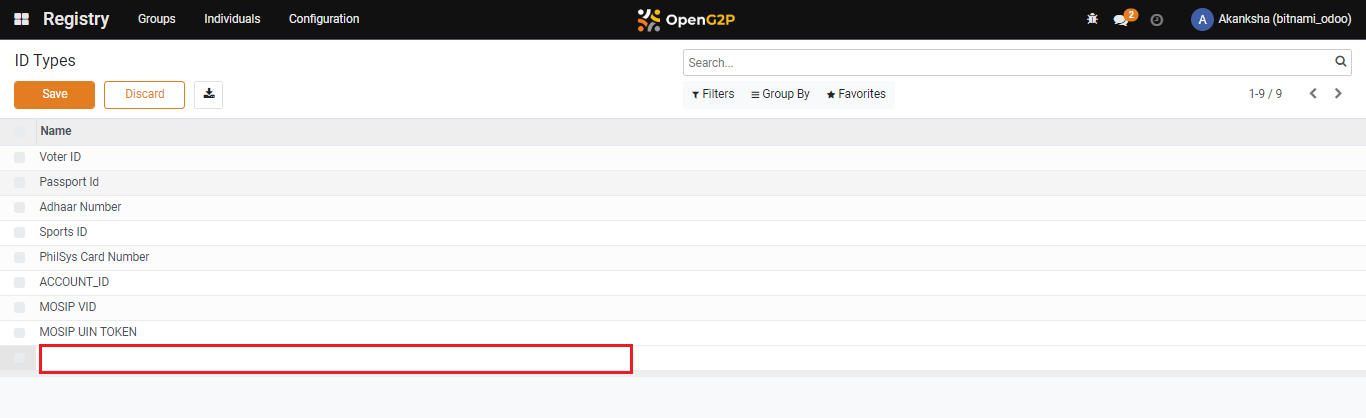 Registry Groups Individuals Configuration OpenG2P 2 A Akanksha (bitnami_odoo)
ID Types
Search...
Save Discard Filters Group By Favorites 1-9 / 9
Name
Voter ID
Passport Id
Adhaar Number
Sports ID
PhilSys Card Number
ACCOUNT_ID
MOSIP VID
MOSIP UIN TOKEN